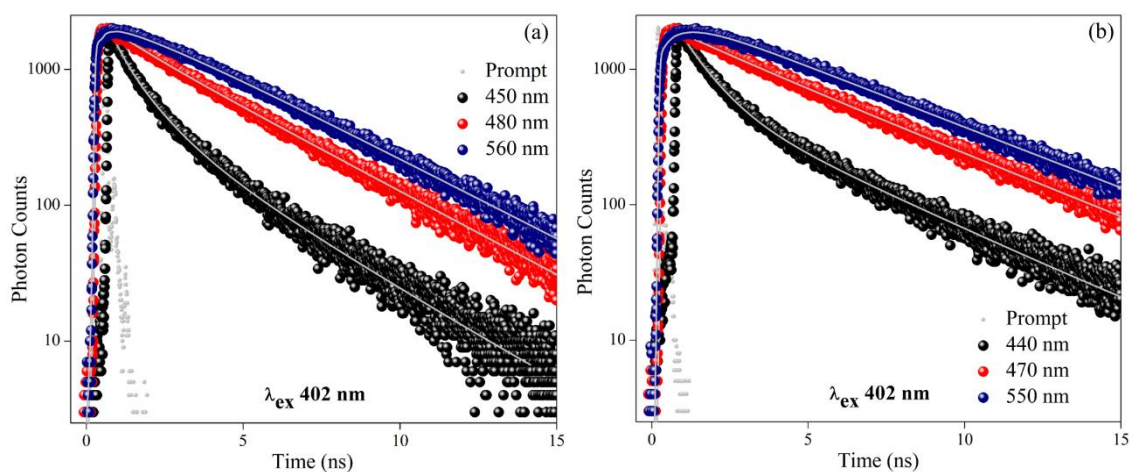 (a)
Prompt
450 nm
480 nm
560 nm
1000
100
10
Photon Counts
λex 402 nm
0 5 10 15
Time (ns)
(b)
1000
100
10
Photon Counts
Prompt
440 nm
470 nm
550 nm
λex 402 nm
0 5 10 15
Time (ns)